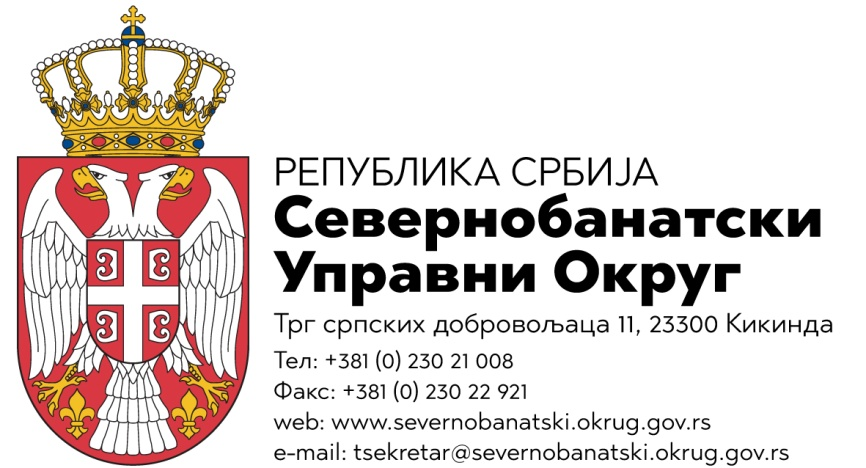 РЕПУБЛИКА СРБИЈА
Севернобанатски
Управни Округ
Трг српских добровољаца 11, 23300 Кикинда
Тел: +381 (0) 230 21 008
Факс: +381 (0) 230 22 921
web: www.severnobanatski.okrug.gov.rs
e-mail: tsekretar@severnobanatski.okrug.gov.rs